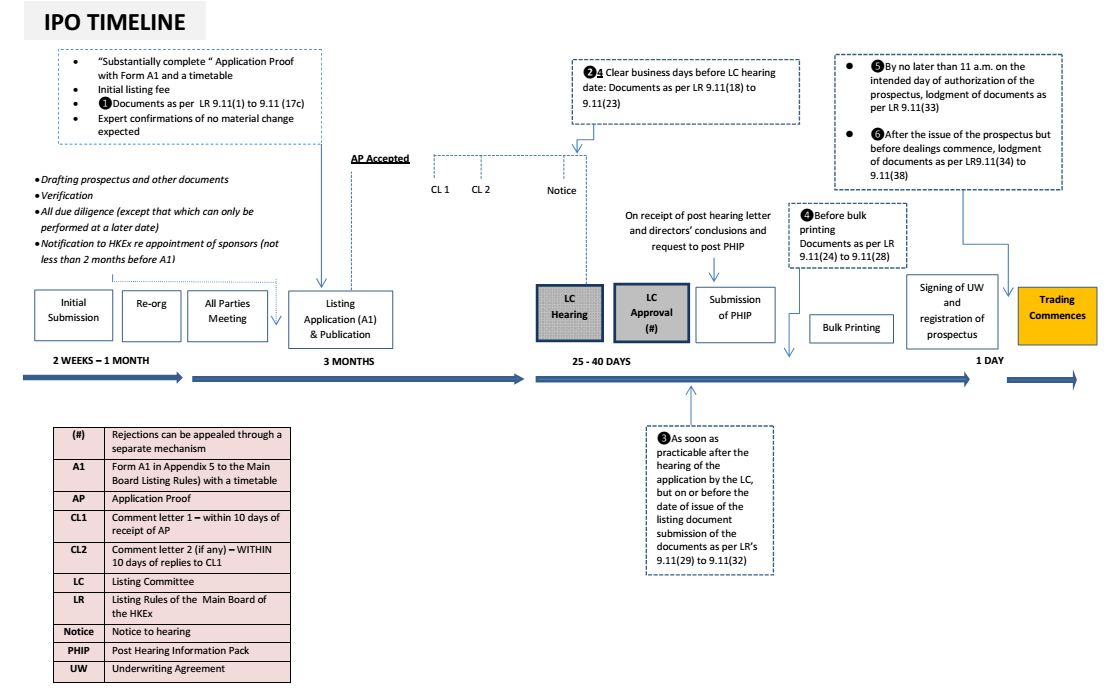 IPO TIMELINE
• "Substantially complete " Application Proof
with Form A1 and a timetable
• Initial listing fee
• ❶Documents as per LR 9.11(1) to 9.11 (17c)
• Expert confirmations of no material change
expected
❷4 Clear business days before LC hearing
date: Documents as per LR 9.11(18) to
9.11(23)
• ❺By no later than 11 a.m. on the
intended day of authorization of the
prospectus, lodgment of documents as
per LR 9.11(33)
• ❻After the issue of the prospectus but
before dealings commence, lodgment
of documents as per LR9.11(34) to
9.11(38)
AP Accepted
CL 1
CL 2
Notice
• Drafting prospectus and other documents
• Verification
• All due diligence (except that which can only be
performed at a later date)
• Notification to HKEx re appointment of sponsors (not
less than 2 months before A1)
On receipt of post hearing letter
and directors' conclusions and
request to post PHIP
❹Before bulk
printing
Documents as per LR
9.11(24) to 9.11(28)
Initial
Submission
Re-org
All Parties
Meeting
Listing
Application (A1)
& Publication
LC
Hearing
LC
Approval
(#)
Submission
of PHIP
Bulk Printing
Signing of UW
and
registration of
prospectus
Trading
Commences
2 WEEKS – 1 MONTH
3 MONTHS
25 - 40 DAYS
1 DAY
❸As soon as
practicable after the
hearing of the
application by the LC,
but on or before the
date of issue of the
listing document
submission of the
documents as per LR's
9.11(29) to 9.11(32)
(#) Rejections can be appealed through a
separate mechanism
A1 Form A1 in Appendix 5 to the Main
Board Listing Rules) with a timetable
AP Application Proof
CL1 Comment letter 1 – within 10 days of
receipt of AP
CL2 Comment letter 2 (if any) – WITHIN
10 days of replies to CL1
LC Listing Committee
LR Listing Rules of the Main Board of
the HKEx
Notice Notice to hearing
PHIP Post Hearing Information Pack
UW Underwriting Agreement